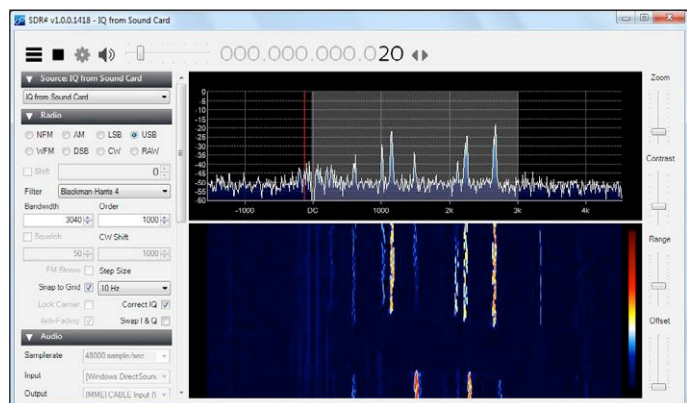 SDR# v1.0.0.1418 - IQ from Sound Card
000.000.000.020
Source: IQ from Sound Card
IQ from Sound Card
Radio
NFM AM LSB USB
WFM DSB CW RAW
Shift 0
Filter Blackman-Harris 4
Bandwidth Order
3040 1000
Squelch CW Shift
50 1000
FM Stereo Step Size
Snap to Grid 10 Hz
Lock Carrier Correct IQ
Anti-Fading Swap I & Q
Audio
Samplerate 48000 sample/sec
Input [Windows DirectSoun
Output [MME] CABLE Input (V
0
-5
-10
-15
-20
-25
-30
-35
-40
-45
-50
-55
-60
-1000 DC 1000 2k 3k 4k
Zoom
Contrast
Range
Offset